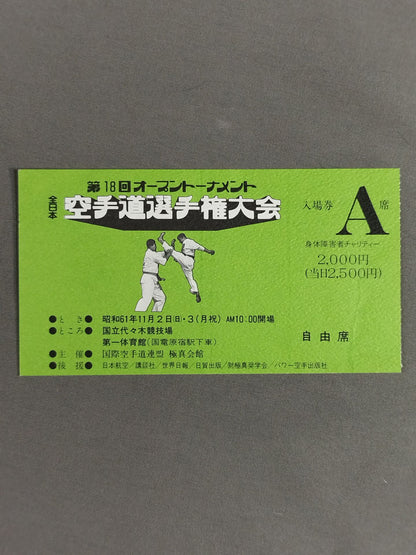 第18回オープントーナメント
全日本
空手道選手権大会
●と き● 昭和61年11月2日(日)・3(月祝) AM10:00開場
●ところ● 国立代々木競技場
第一体育館(国電原宿駅下車)
●主 催● 国際空手道連盟 極真会館
●後 援● 日本航空/講談社/世界日報/日貿出版/財極真奨学会/パワー空手出版社
入場券 A 席
身体障害者チャリティー
2,000円
(当日2,500円)
自由席